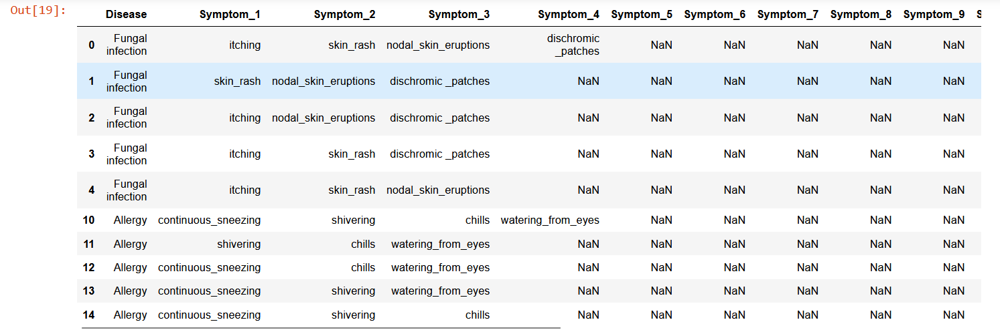 Out[19]:
Disease Symptom_1 Symptom_2 Symptom_3 Symptom_4 Symptom_5 Symptom_6 Symptom_7 Symptom_8 Symptom_9 S
0 Fungal infection itching skin_rash nodal_skin_eruptions dischromic _patches NaN NaN NaN NaN NaN
1 Fungal infection skin_rash nodal_skin_eruptions dischromic _patches NaN NaN NaN NaN NaN NaN
2 Fungal infection itching nodal_skin_eruptions dischromic _patches NaN NaN NaN NaN NaN NaN
3 Fungal infection itching skin_rash dischromic _patches NaN NaN NaN NaN NaN NaN
4 Fungal infection itching skin_rash nodal_skin_eruptions NaN NaN NaN NaN NaN NaN
10 Allergy continuous_sneezing shivering chills watering_from_eyes NaN NaN NaN NaN NaN
11 Allergy shivering chills watering_from_eyes NaN NaN NaN NaN NaN NaN
12 Allergy continuous_sneezing chills watering_from_eyes NaN NaN NaN NaN NaN NaN
13 Allergy continuous_sneezing shivering watering_from_eyes NaN NaN NaN NaN NaN NaN
14 Allergy continuous_sneezing shivering chills NaN NaN NaN NaN NaN NaN